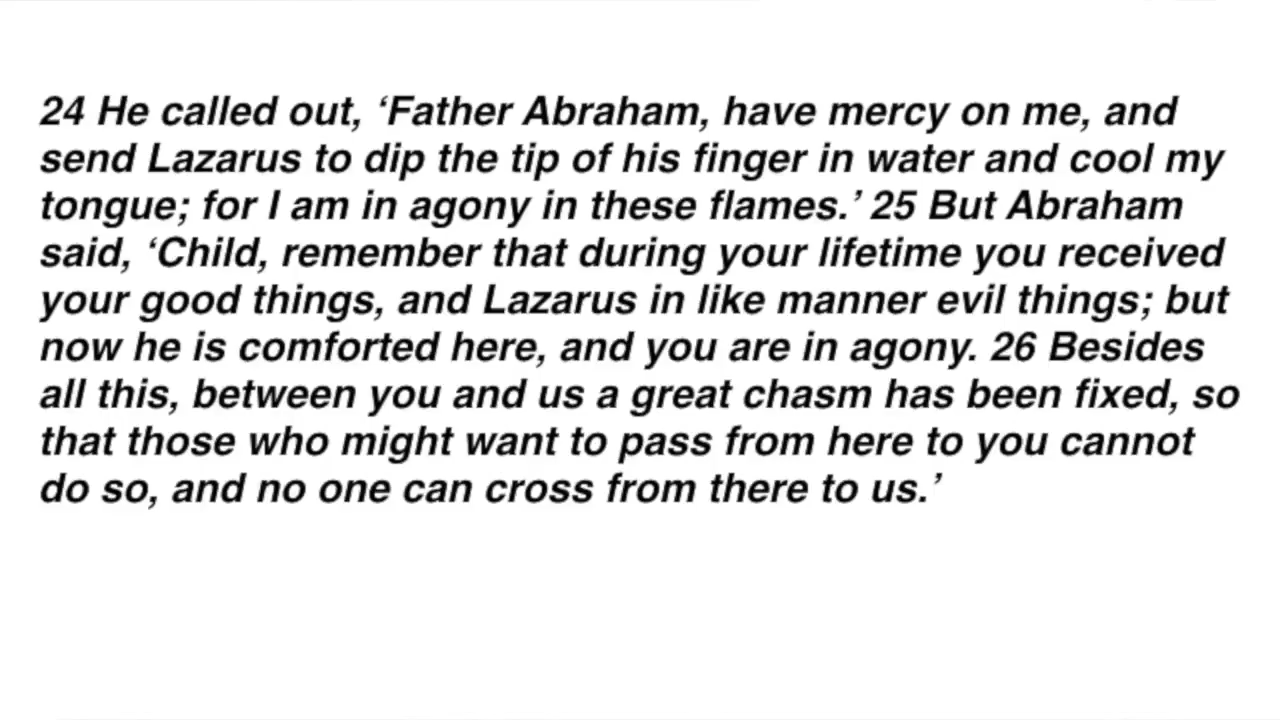 24 He called out, ‘Father Abraham, have mercy on me, and
send Lazarus to dip the tip of his finger in water and cool my
tongue; for I am in agony in these flames.’ 25 But Abraham
said, ‘Child, remember that during your lifetime you received
your good things, and Lazarus in like manner evil things; but
now he is comforted here, and you are in agony. 26 Besides
all this, between you and us a great chasm has been fixed, so
that those who might want to pass from here to you cannot
do so, and no one can cross from there to us.’